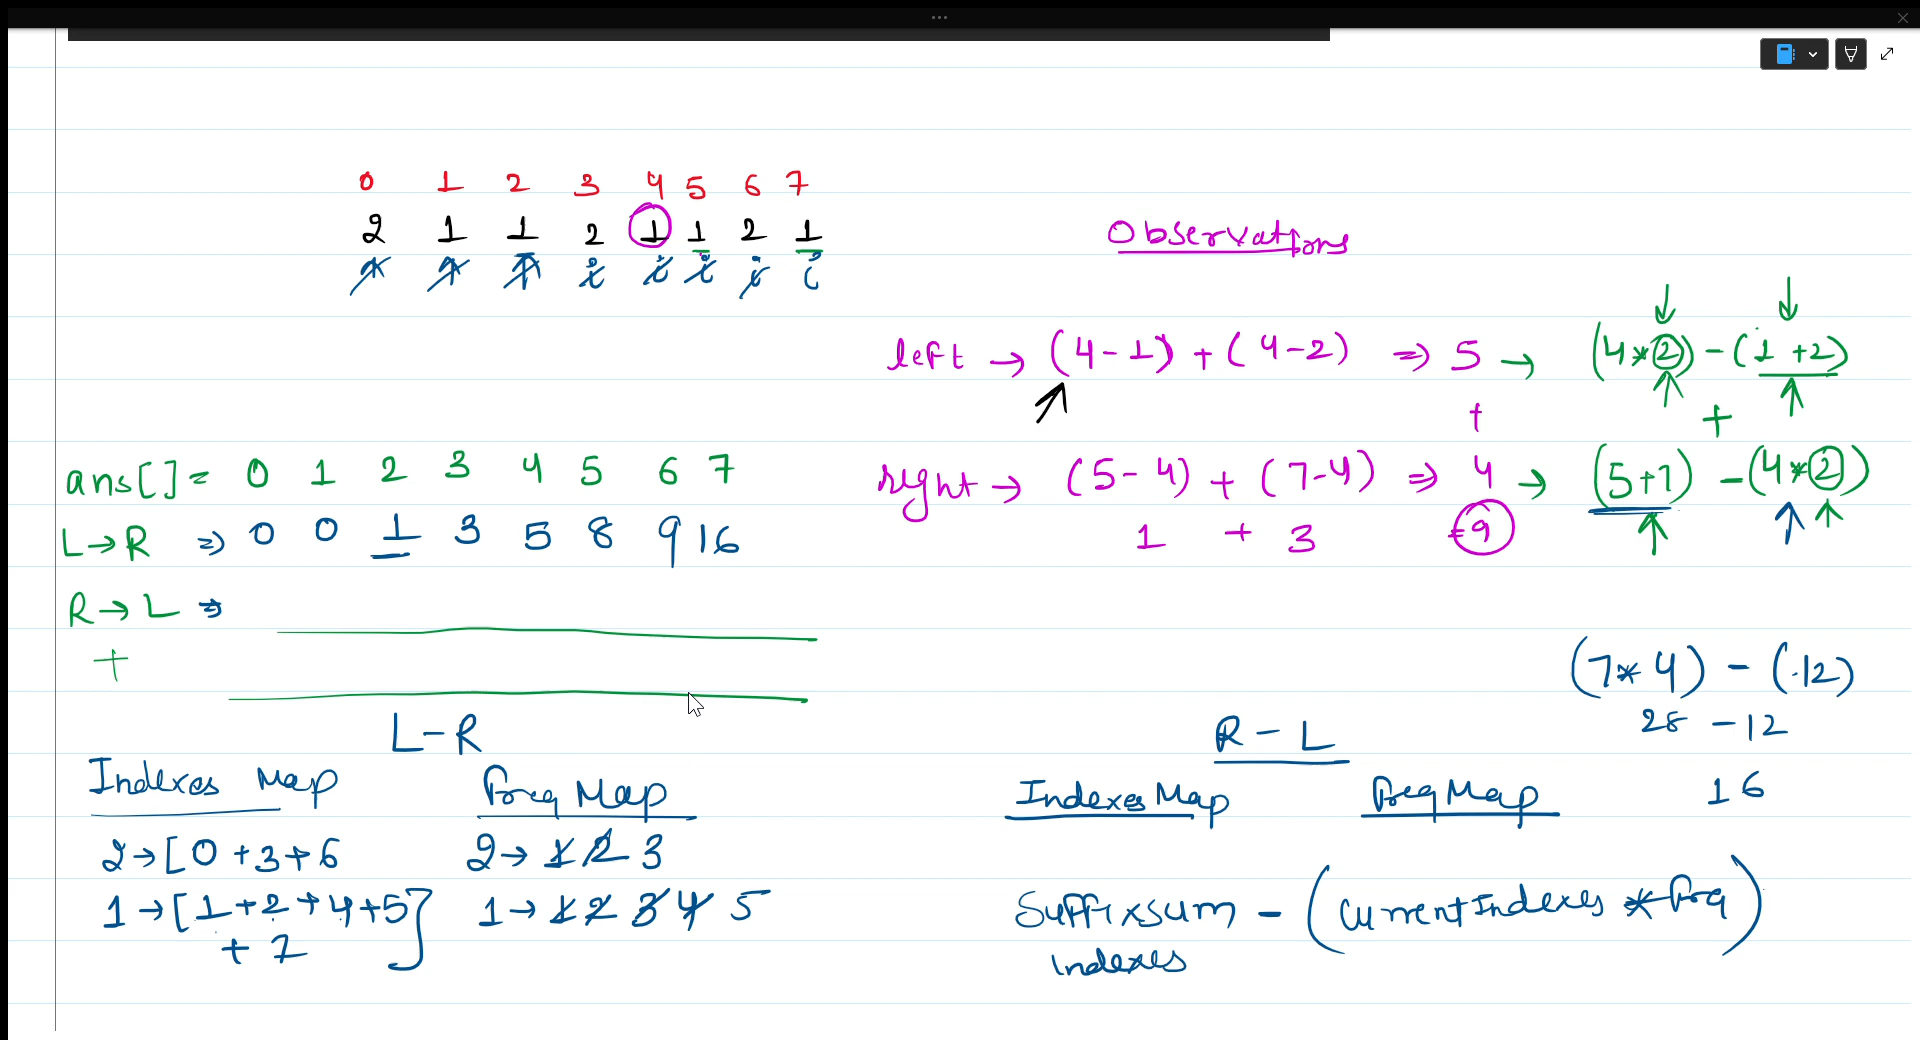 0 1 2 3 4 5 6 7
2 1 1 2 1 1 2 1
Observations
left → (4-1) + (4-2) => 5 → (4*2) - (1+2)
+ +
ans[] = 0 1 2 3 4 5 6 7
right → (5-4) + (7-4) => 4 → (5+7) - (4*2)
L→R => 0 0 1 3 5 8 9 16
1 + 3 = 9
R→L =>
+
(7*4) - (12)
28 - 12
16
L-R
R - L
Indexes Map Freq Map
Indexes Map Freq Map
2→[0+3+6 2→ 1 2 3
1→[1+2+4+5 1→ 1 2 3 4 5
+ 7]
Suffixsum - (currentIndexes * frq)
Indexes